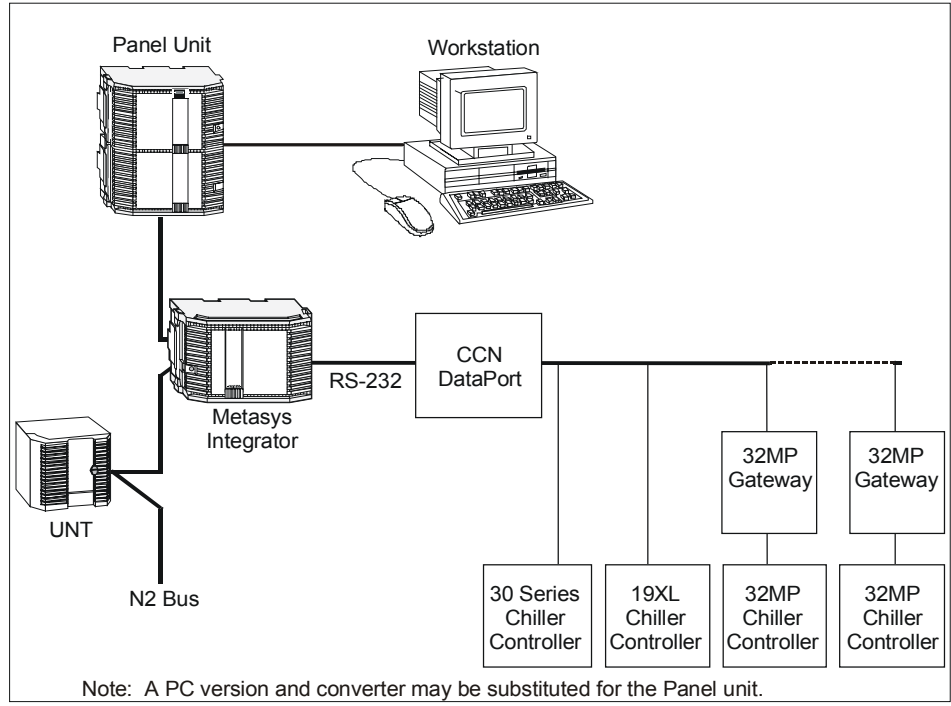 Panel Unit
Workstation
RS-232
CCN
DataPort
Metasys
Integrator
UNT
N2 Bus
32MP
Gateway
32MP
Gateway
30 Series
Chiller
Controller
19XL
Chiller
Controller
32MP
Chiller
Controller
32MP
Chiller
Controller
Note: A PC version and converter may be substituted for the Panel unit.